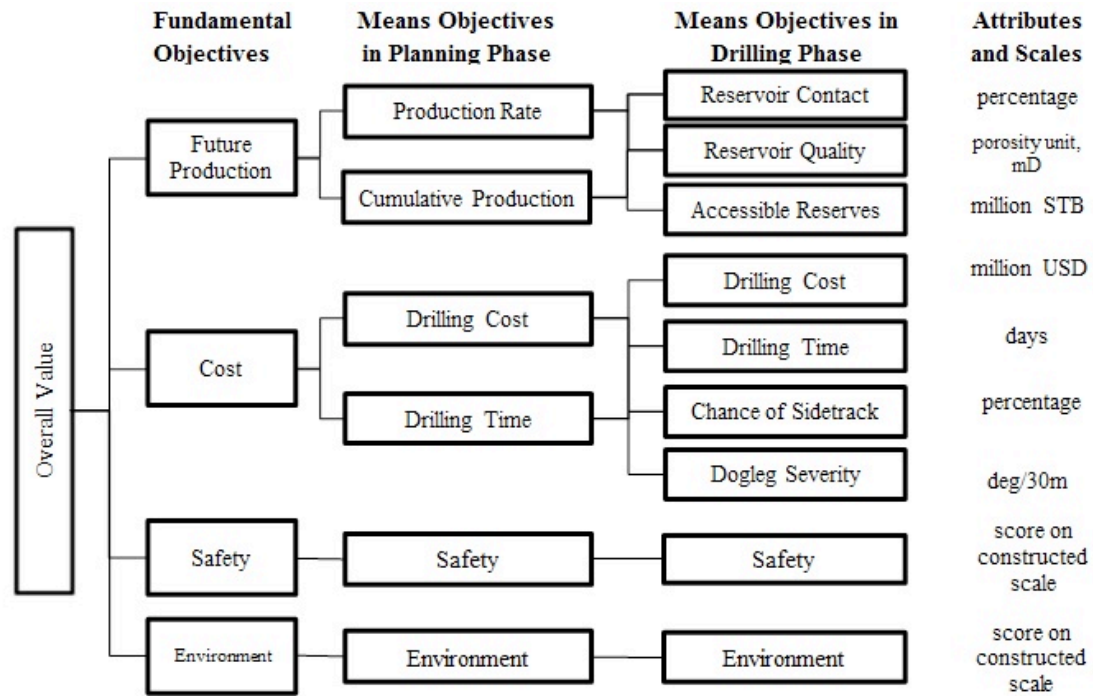 Fundamental
Objectives
Means Objectives
in Planning Phase
Means Objectives in
Drilling Phase
Attributes
and Scales
Overall Value
Future
Production
Production Rate
Cumulative Production
Reservoir Contact
percentage
Reservoir Quality
porosity unit,
mD
Accessible Reserves
million STB
Cost
Drilling Cost
Drilling Time
Drilling Cost
million USD
Drilling Time
days
Chance of Sidetrack
percentage
Dogleg Severity
deg/30m
Safety
Safety
Safety
score on
constructed
scale
Environment
Environment
Environment
score on
constructed
scale